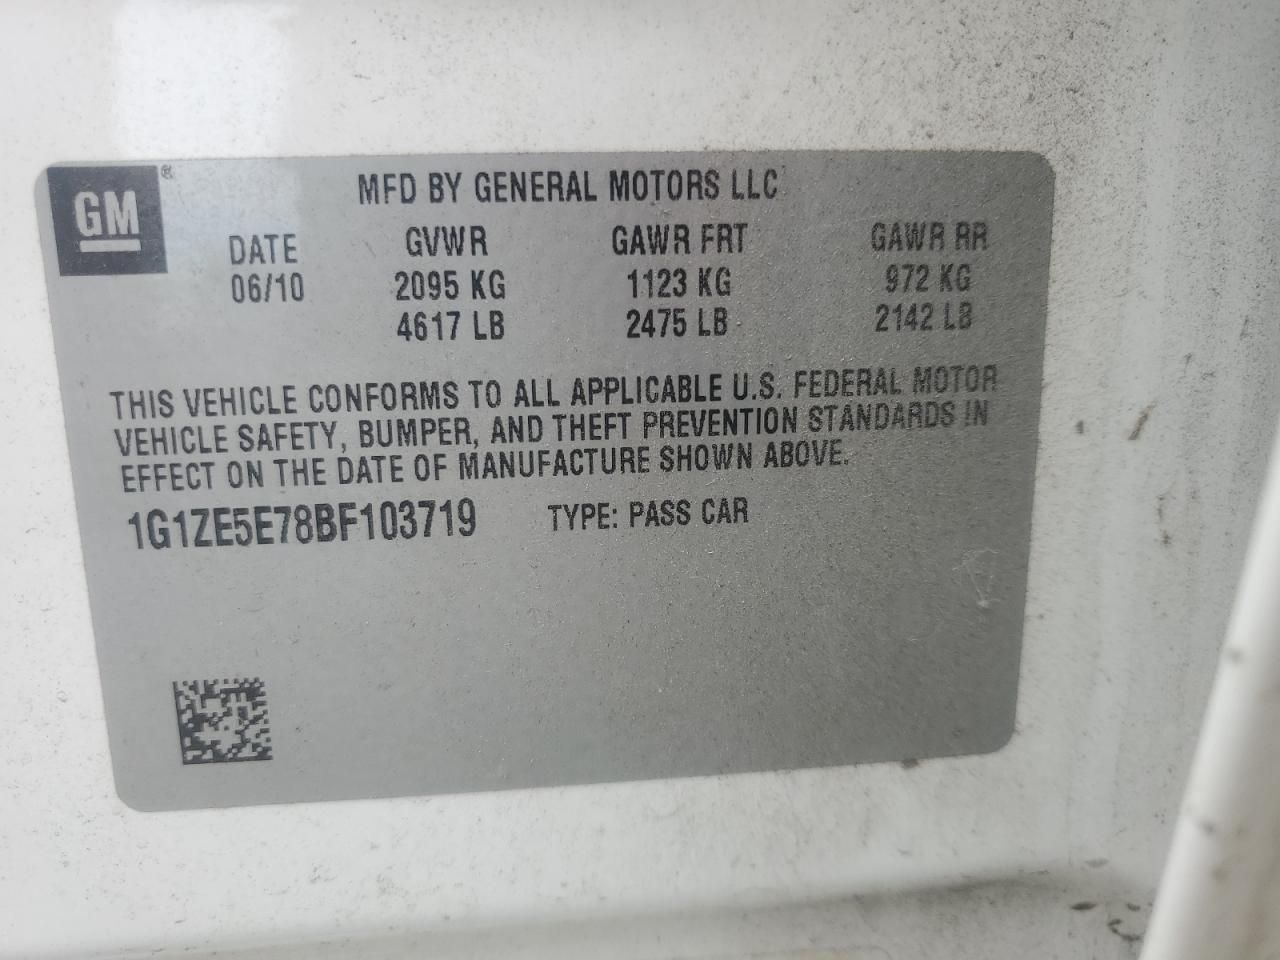 GM®
MFD BY GENERAL MOTORS LLC
DATE GVWR GAWR FRT GAWR RR
06/10 2095 KG 1123 KG 972 KG
4617 LB 2475 LB 2142 LB
THIS VEHICLE CONFORMS TO ALL APPLICABLE U.S. FEDERAL MOTOR
VEHICLE SAFETY, BUMPER, AND THEFT PREVENTION STANDARDS IN
EFFECT ON THE DATE OF MANUFACTURE SHOWN ABOVE.
1G1ZE5E78BF103719 TYPE: PASS CAR